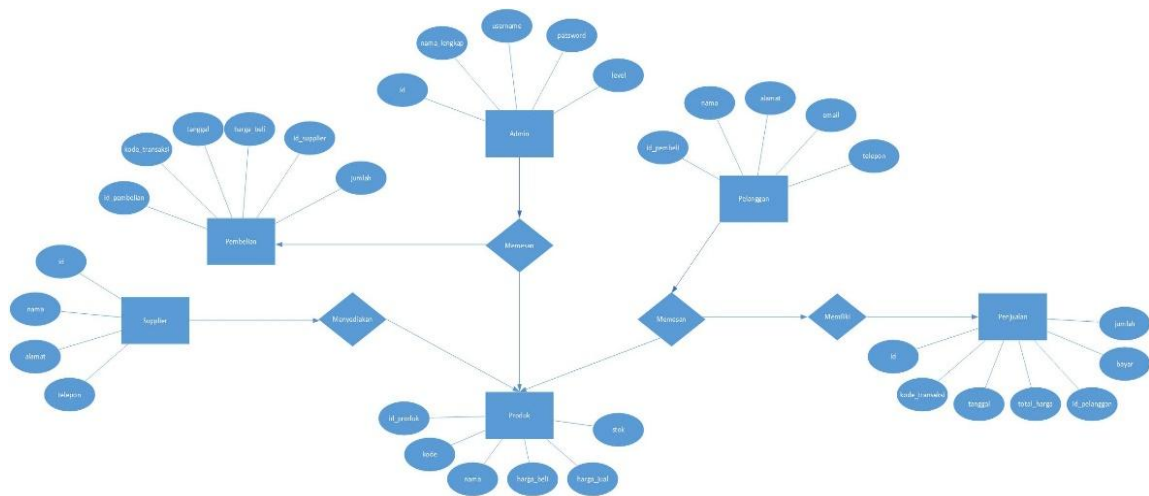 username
nama_lengkap
password
id
level
Admin
nama
alamat
email
id_pembeli
telepon
Pelanggan
tanggal
harga_beli
id_supplier
kode_transaksi
jumlah
id_pembelian
Pembelian
Memesan
id
nama
alamat
telepon
Supplier
Menyediakan
Memesan
Memiliki
Penjualan
jumlah
id
bayar
kode_transaksi
tanggal
total_harga
id_pelanggan
Produk
id_produk
stok
kode
nama
harga_beli
harga_jual